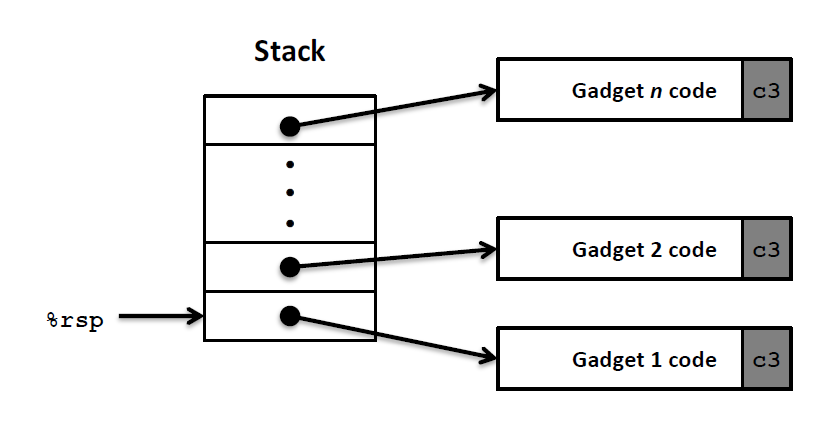 Stack
Gadget n code c3
Gadget 2 code c3
%rsp
Gadget 1 code c3